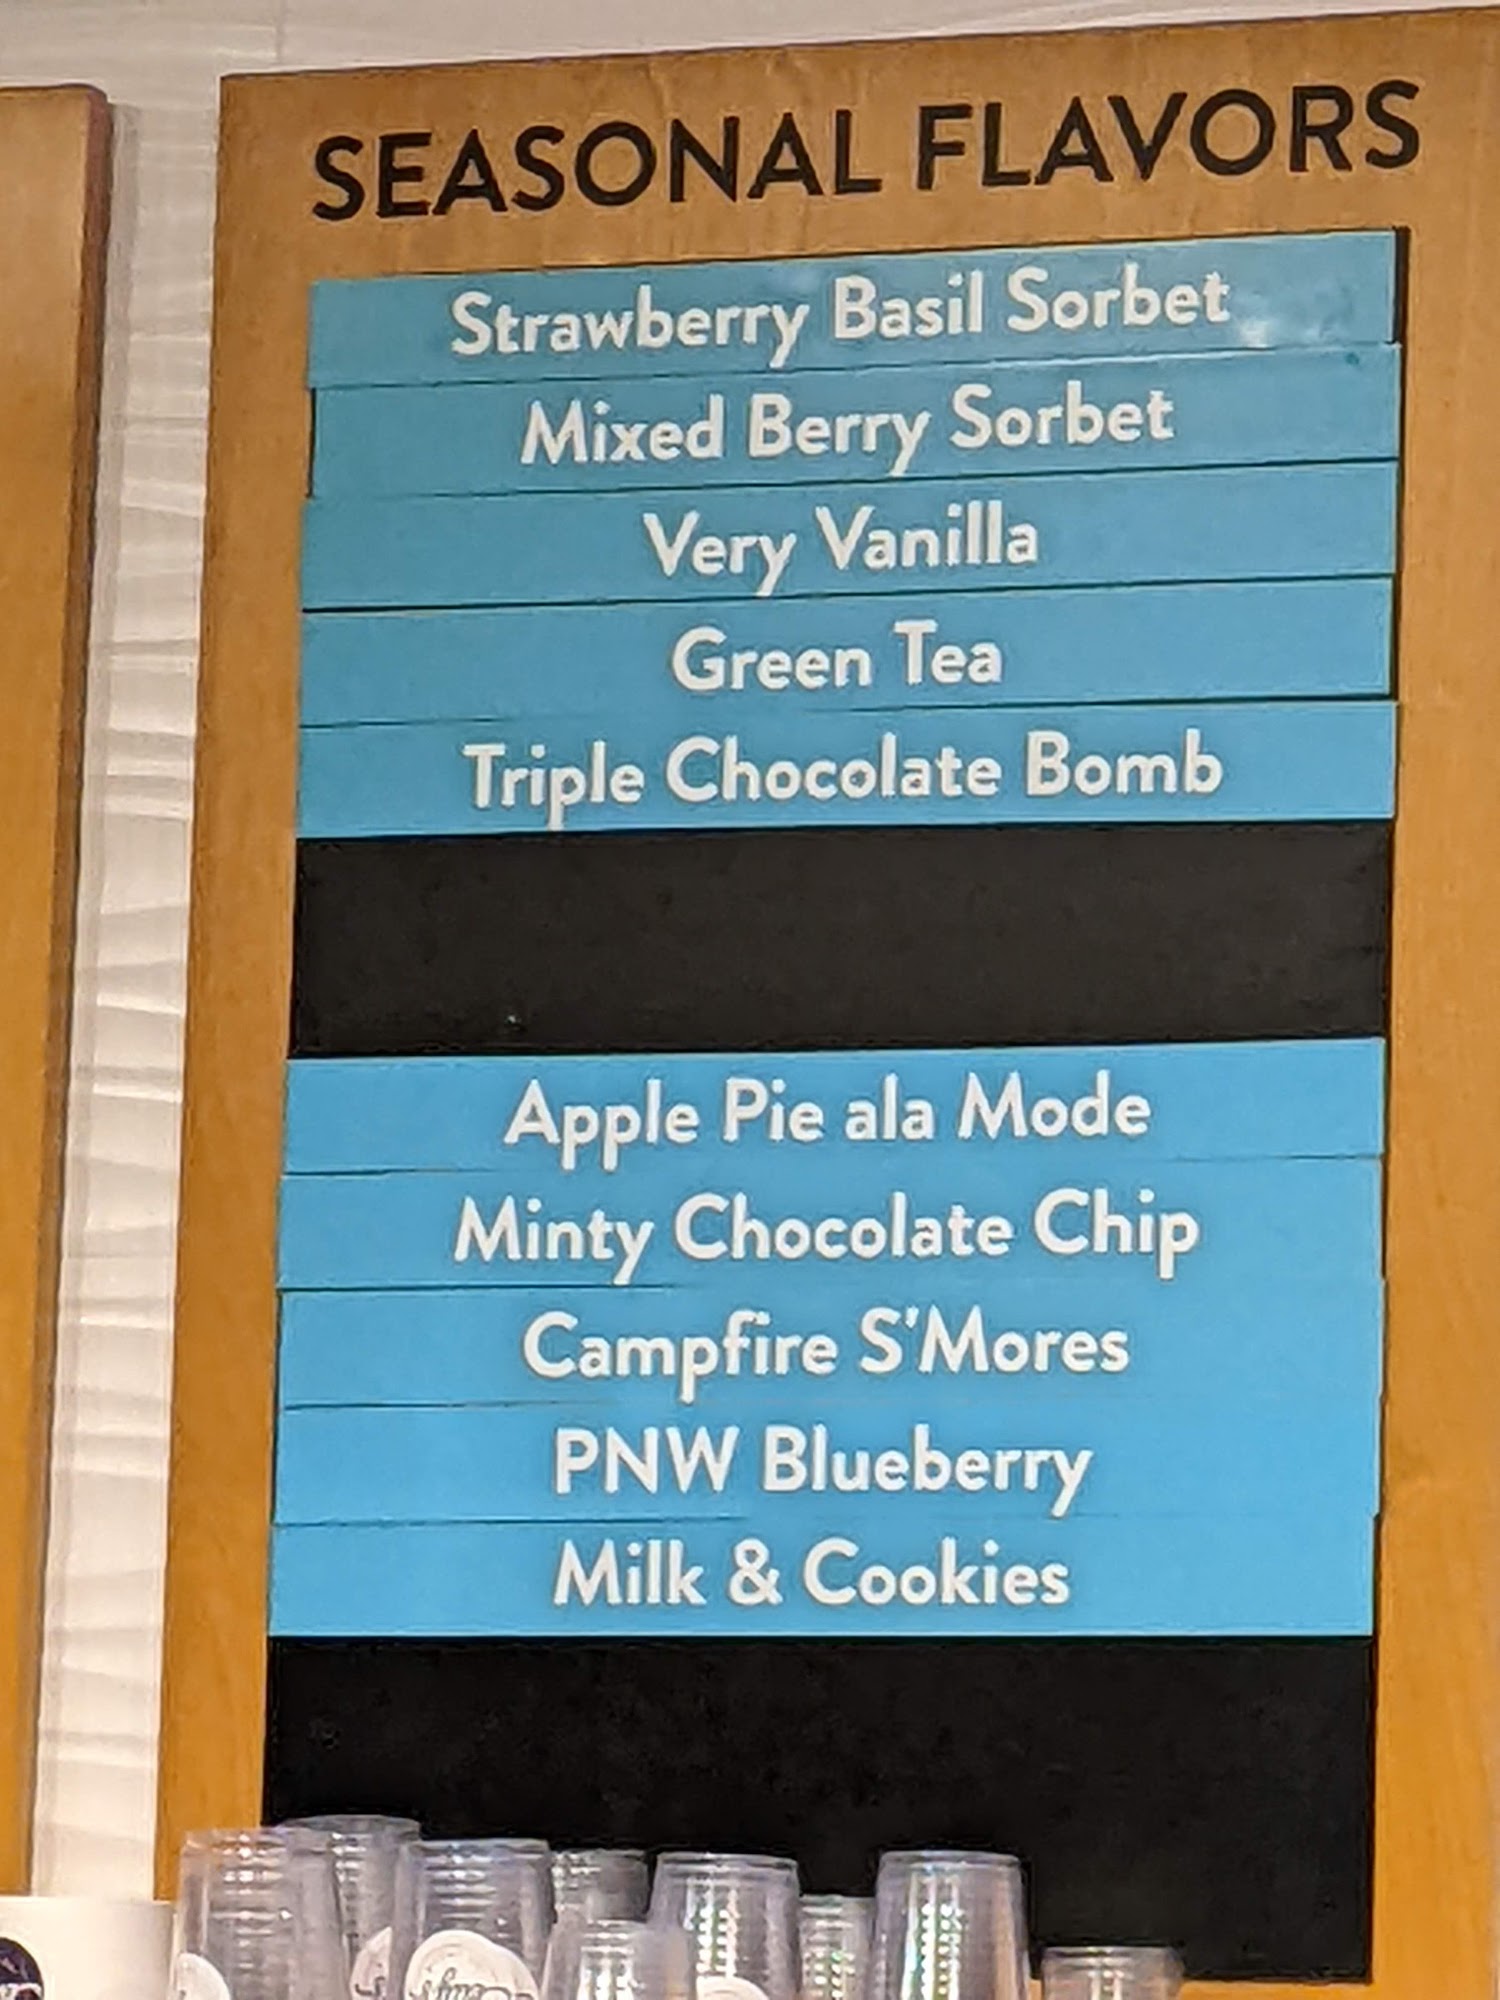 SEASONAL FLAVORS
Strawberry Basil Sorbet
Mixed Berry Sorbet
Very Vanilla
Green Tea
Triple Chocolate Bomb
Apple Pie ala Mode
Minty Chocolate Chip
Campfire S'Mores
PNW Blueberry
Milk & Cookies